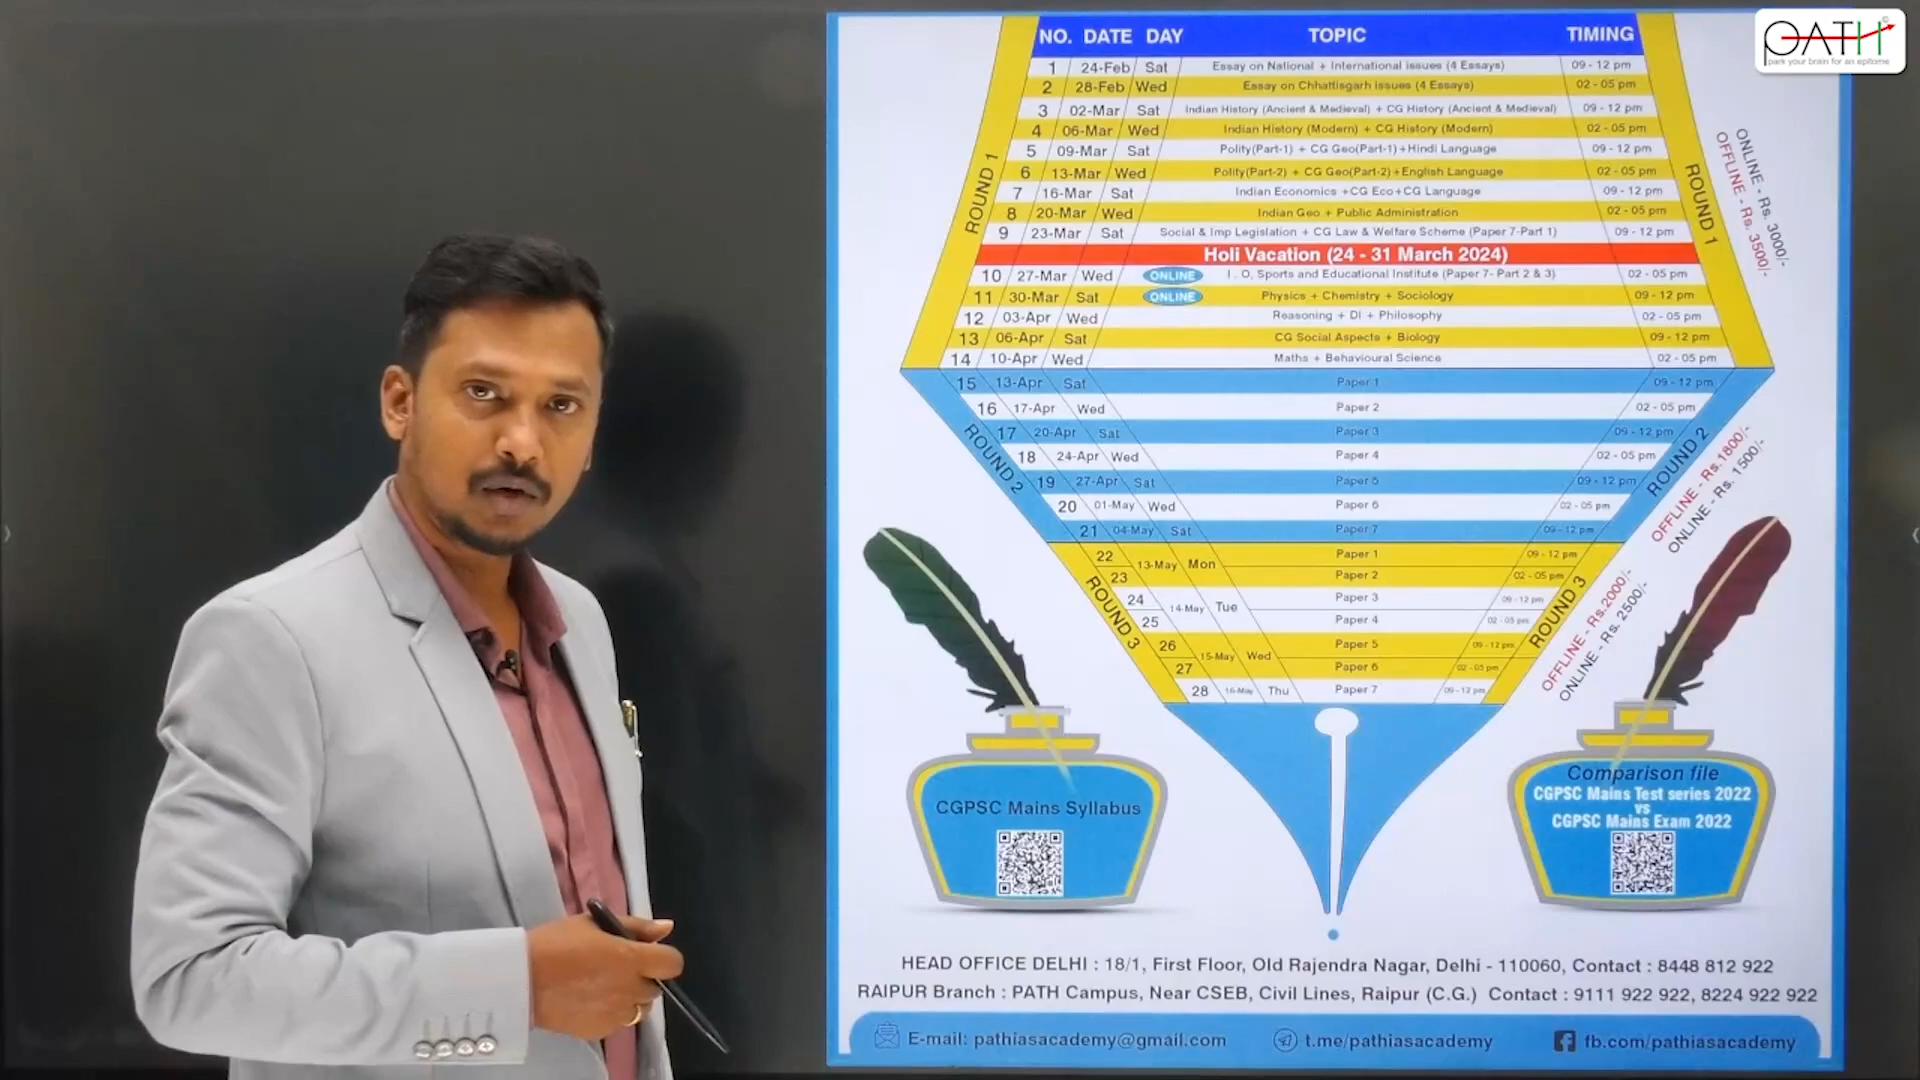 PATH
park your brain for an epitome
NO. DATE DAY TOPIC TIMING
1 24-Feb Sat Essay on National + International issues (4 Essays) 09 - 12 pm
2 28-Feb Wed Essay on Chhattisgarh issues (4 Essays) 02 - 05 pm
3 02-Mar Sat Indian History (Ancient & Medieval) + CG History (Ancient & Medieval) 09 - 12 pm
4 06-Mar Wed Indian History (Modern) + CG History (Modern) 02 - 05 pm
5 09-Mar Sat Polity(Part-1) + CG Geo(Part-1) +Hindi Language 09 - 12 pm
6 13-Mar Wed Polity(Part-2) + CG Geo(Part-2) +English Language 02 - 05 pm
7 16-Mar Sat Indian Economics +CG Eco+CG Language 09 - 12 pm
8 20-Mar Wed Indian Geo + Public Administration 02 - 05 pm
9 23-Mar Sat Social & Imp Legislation + CG Law & Welfare Scheme (Paper 7-Part 1) 09 - 12 pm
Holi Vacation (24 - 31 March 2024)
10 27-Mar Wed ONLINE I . O, Sports and Educational Institute (Paper 7- Part 2 & 3) 02 - 05 pm
11 30-Mar Sat ONLINE Physics + Chemistry + Sociology 09 - 12 pm
12 03-Apr Wed Reasoning + DI + Philosophy 02 - 05 pm
13 06-Apr Sat CG Social Aspects + Biology 09 - 12 pm
14 10-Apr Wed Maths + Behavioural Science 02 - 05 pm
ROUND 1
ROUND 1
ONLINE - Rs. 3000/-
OFFLINE - Rs. 3500/-
15 13-Apr Sat Paper 1 09 - 12 pm
16 17-Apr Wed Paper 2 02 - 05 pm
17 20-Apr Sat Paper 3 09 - 12 pm
18 24-Apr Wed Paper 4 02 - 05 pm
19 27-Apr Sat Paper 5 09 - 12 pm
20 01-May Wed Paper 6 02 - 05 pm
21 04-May Sat Paper 7 09 - 12 pm
ROUND 2
ROUND 2
OFFLINE - Rs.1800/-
ONLINE - Rs. 1500/-
22 13-May Mon Paper 1 09 - 12 pm
23 Paper 2 02 - 05 pm
24 14-May Tue Paper 3 09 - 12 pm
25 Paper 4 02 - 05 pm
26 15-May Wed Paper 5 09 - 12 pm
27 Paper 6 02 - 05 pm
28 16-May Thu Paper 7 09 - 12 pm
ROUND 3
ROUND 3
OFFLINE - Rs.2000/-
ONLINE - Rs. 2500/-
CGPSC Mains Syllabus
Comparison file
CGPSC Mains Test series 2022
vs
CGPSC Mains Exam 2022
HEAD OFFICE DELHI : 18/1, First Floor, Old Rajendra Nagar, Delhi - 110060, Contact : 8448 812 922
RAIPUR Branch : PATH Campus, Near CSEB, Civil Lines, Raipur (C.G.) Contact : 9111 922 922, 8224 922 922
E-mail: pathiasacademy@gmail.com t.me/pathiasacademy fb.com/pathiasacademy